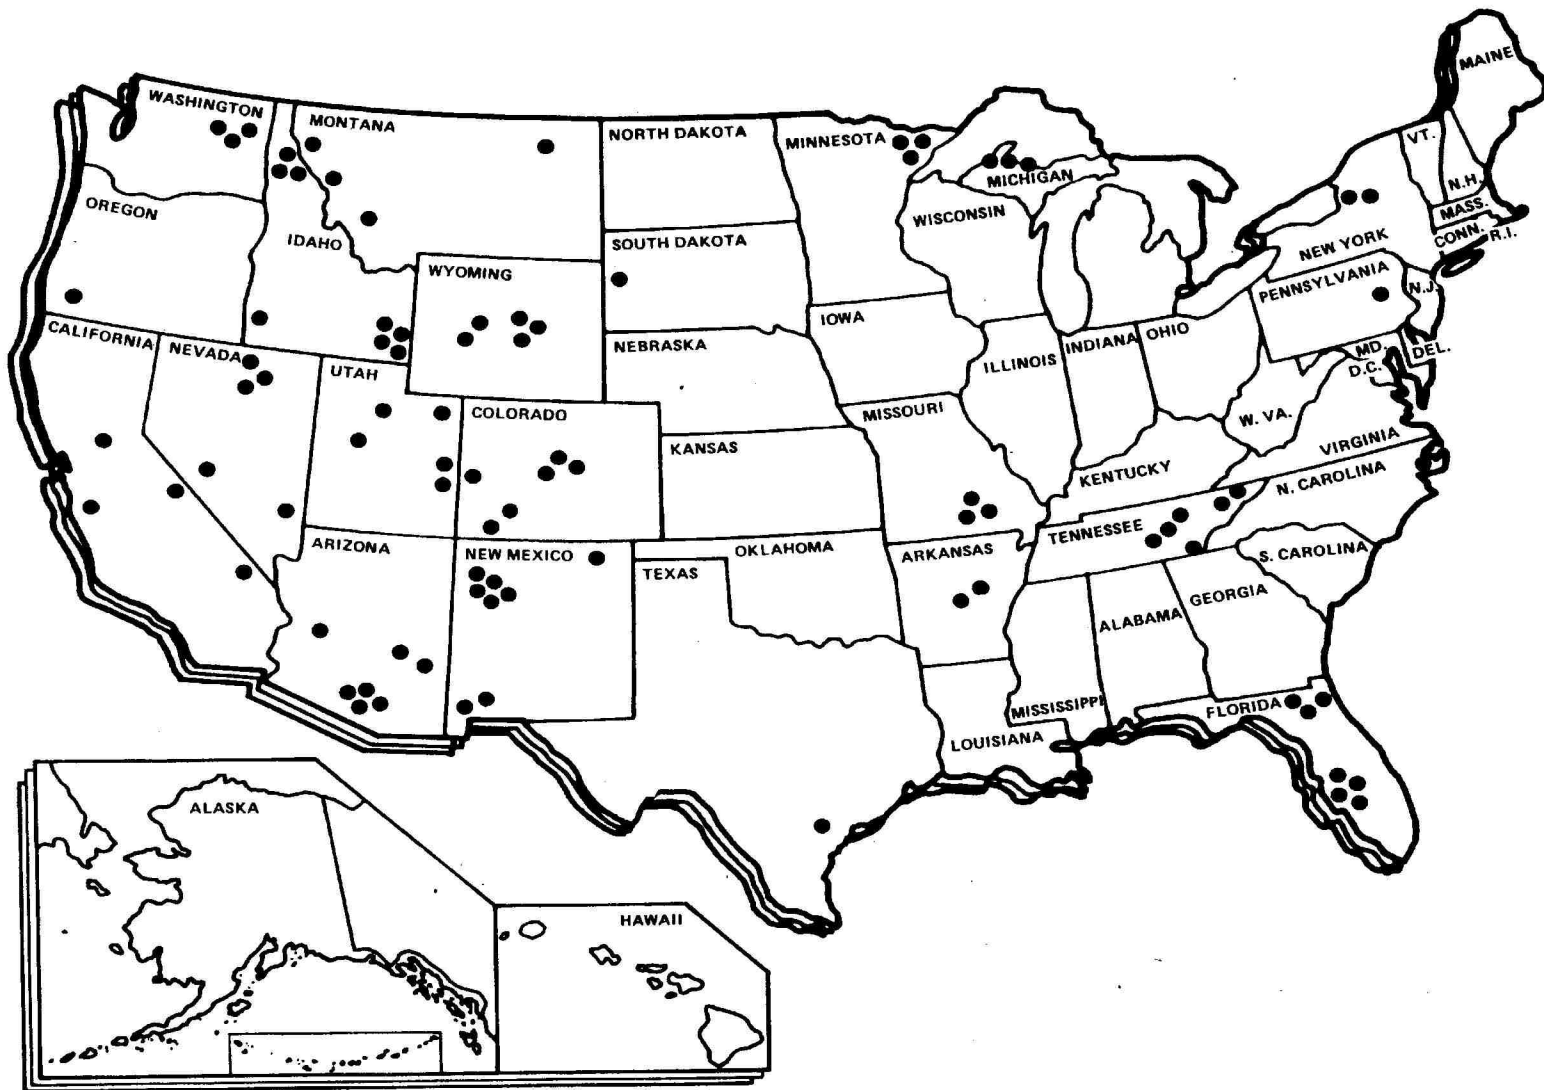 MAINE
WASHINGTON
MONTANA
NORTH DAKOTA
MINNESOTA
VT.
MICHIGAN
N.H.
OREGON
WISCONSIN
MASS.
IDAHO
SOUTH DAKOTA
NEW YORK
CONN.
R.I.
WYOMING
PENNSYLVANIA
N.J.
CALIFORNIA
NEVADA
UTAH
NEBRASKA
IOWA
ILLINOIS
INDIANA
OHIO
MD.
DEL.
D.C.
COLORADO
MISSOURI
W. VA.
KANSAS
KENTUCKY
VIRGINIA
N. CAROLINA
ARIZONA
NEW MEXICO
OKLAHOMA
ARKANSAS
TENNESSEE
S. CAROLINA
TEXAS
ALABAMA
GEORGIA
MISSISSIPPI
FLORIDA
LOUISIANA
ALASKA
HAWAII